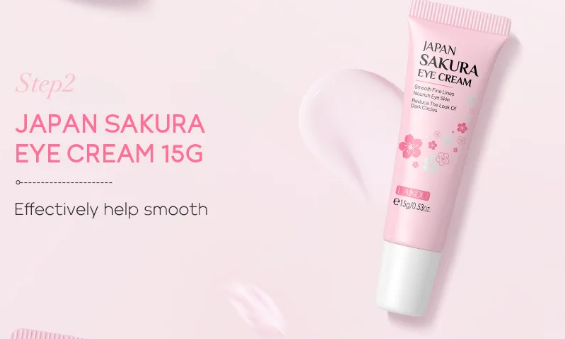 Step2
JAPAN SAKURA
EYE CREAM 15G
Effectively help smooth
JAPAN
SAKURA
EYE CREAM
Smooth Fine Lines
Nourish Eye Skin
Reduce The Look Of
Dark Circles
e15g/0.53oz.